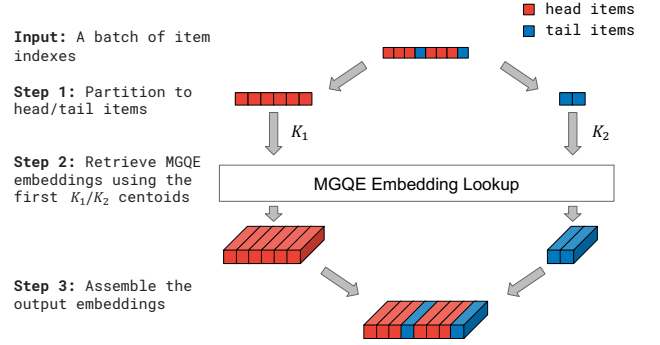 head items
tail items
Input: A batch of item
indexes
Step 1: Partition to
head/tail items
K₁
K₂
Step 2: Retrieve MGQE
embeddings using the
first K₁/K₂ centoids
MGQE Embedding Lookup
Step 3: Assemble the
output embeddings